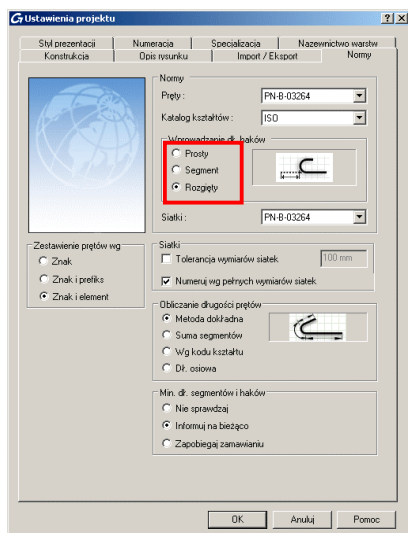 Ustawienia projektu
Styl prezentacji Numeracja Specjalizacja Nazewnictwo warstw
Konstrukcja Opis rysunku Import / Eksport Normy
Normy
Pręty : PN-B-03264
Katalog kształtów : ISO
Wprowadzanie dł. haków
Prosty
Segment
Rozgięty
Siatki : PN-B-03264
Zestawienie prętów wg
Znak
Znak i prefiks
Znak i element
Siatki
Tolerancja wymiarów siatek 100 mm
Numeruj wg pełnych wymiarów siatek
Obliczanie długości prętów
Metoda dokładna
Suma segmentów
Wg kodu kształtu
Dł. osiowa
Min. dł. segmentów i haków
Nie sprawdzaj
Informuj na bieżąco
Zapobiegaj zamawianiu
OK Anuluj Pomoc